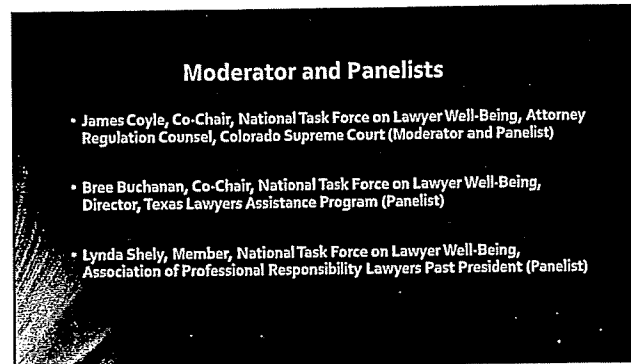 Moderator and Panelists
• James Coyle, Co-Chair, National Task Force on Lawyer Well-Being, Attorney
Regulation Counsel, Colorado Supreme Court (Moderator and Panelist)
• Bree Buchanan, Co-Chair, National Task Force on Lawyer Well-Being,
Director, Texas Lawyers Assistance Program (Panelist)
• Lynda Shely, Member, National Task Force on Lawyer Well-Being,
Association of Professional Responsibility Lawyers Past President (Panelist)